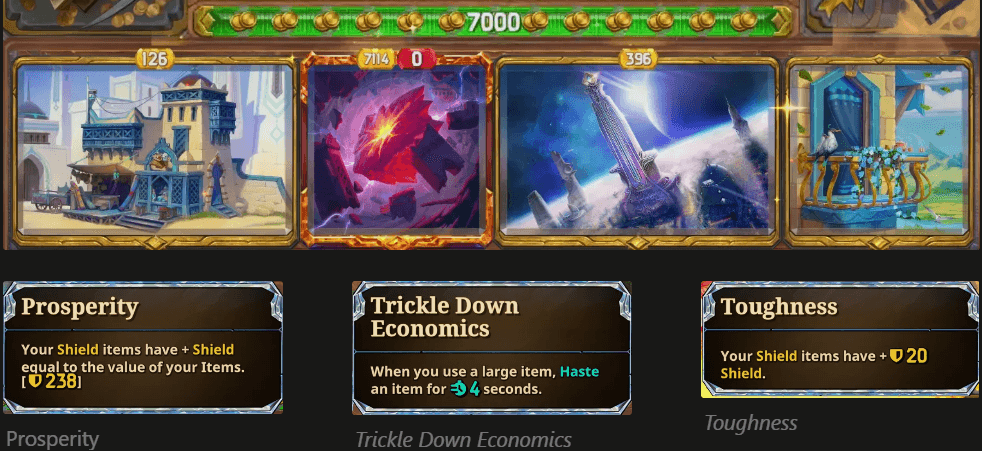 7000
126
7114
0
396
Prosperity
Trickle Down
Economics
Toughness
Your Shield items have + Shield
equal to the value of your Items.
[ 238]
When you use a large item, Haste
an item for 4 seconds.
Your Shield items have + 20
Shield.
Prosperity
Trickle Down Economics
Toughness